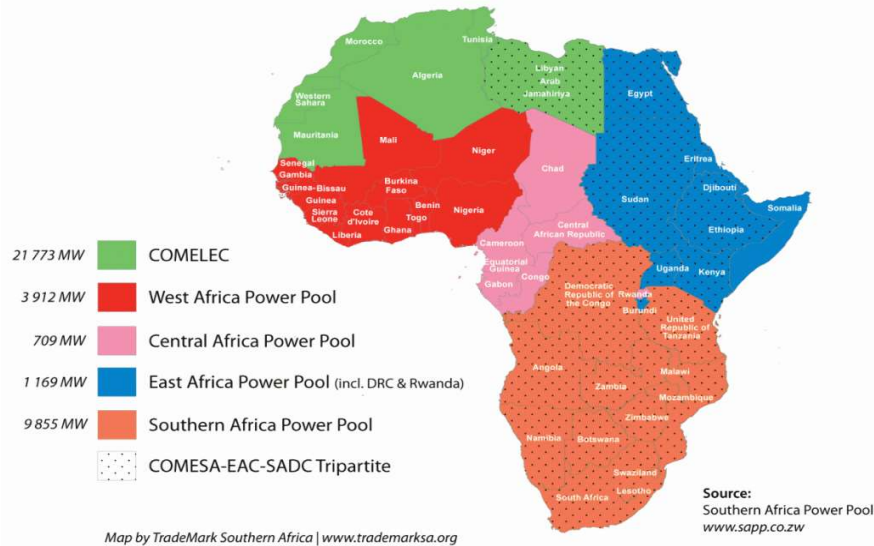 Morocco
Tunisia
Algeria
Libyan
Arab
Jamahiriya
Egypt
Western
Sahara
Mauritania
Mali
Niger
Chad
Sudan
Eritrea
Djibouti
Somalia
Ethiopia
Senegal
Gambia
Guinea-Bissau
Guinea
Sierra
Leone
Liberia
Cote
d'Ivoire
Burkina
Faso
Ghana
Togo
Benin
Nigeria
Cameroon
Central
African Republic
Equatorial
Guinea
Gabon
Congo
Uganda
Kenya
Democratic
Republic of
the Congo
Rwanda
Burundi
United
Republic of
Tanzania
Angola
Zambia
Malawi
Mozambique
Zimbabwe
Namibia
Botswana
Swaziland
Lesotho
South Africa
21 773 MW COMELEC
3 912 MW West Africa Power Pool
709 MW Central Africa Power Pool
1 169 MW East Africa Power Pool (incl. DRC & Rwanda)
9 855 MW Southern Africa Power Pool
COMESA-EAC-SADC Tripartite
Source:
Southern Africa Power Pool
www.sapp.co.zw
Map by TradeMark Southern Africa | www.trademarksa.org